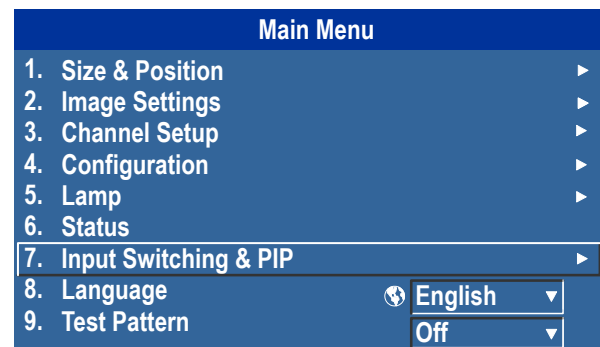 Main Menu
1. Size & Position
2. Image Settings
3. Channel Setup
4. Configuration
5. Lamp
6. Status
7. Input Switching & PIP
8. Language English
9. Test Pattern Off